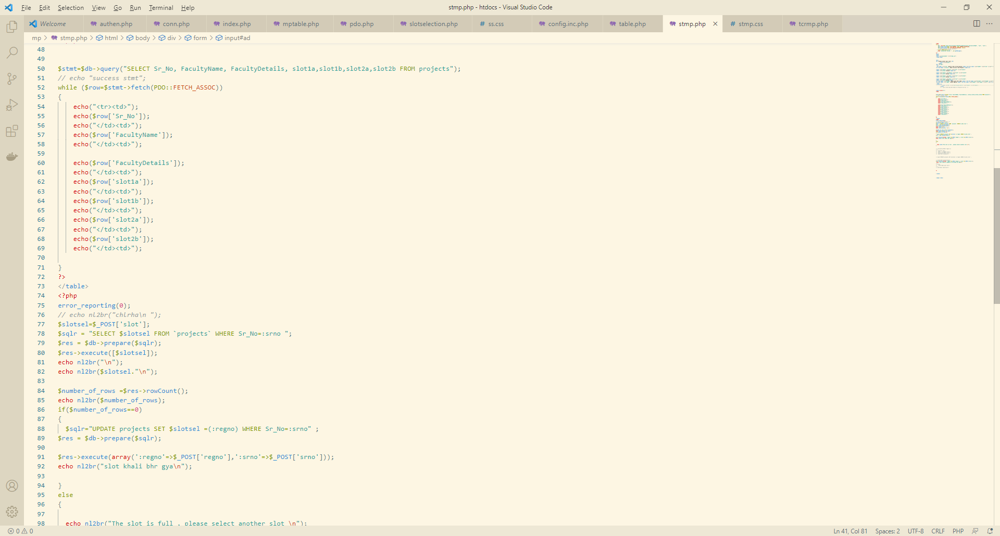 File Edit Selection View Go Run Terminal Help
stmp.php - htdocs - Visual Studio Code
Welcome authen.php conn.php index.php mptable.php pdo.php slotselection.php ss.css config.inc.php table.php stmp.php stmp.css tcrmp.php
mp > stmp.php > html > body > div > form > input#ad
48
49
50 $stmt=$db->query("SELECT Sr_No, FacultyName, FacultyDetails, slot1a,slot1b,slot2a,slot2b FROM projects");
51 // echo "success stmt";
52 while ($row=$stmt->fetch(PDO::FETCH_ASSOC))
53 {
54 echo("<tr><td>");
55 echo($row['Sr_No']);
56 echo("</td><td>");
57 echo($row['FacultyName']);
58 echo("</td><td>");
59
60 echo($row['FacultyDetails']);
61 echo("</td><td>");
62 echo($row['slot1a']);
63 echo("</td><td>");
64 echo($row['slot1b']);
65 echo("</td><td>");
66 echo($row['slot2a']);
67 echo("</td><td>");
68 echo($row['slot2b']);
69 echo("</td><td>");
70
71 }
72 ?>
73 </table>
74 <?php
75 error_reporting(0);
76 // echo nl2br("chlrha\n ");
77 $slotsel=$_POST['slot'];
78 $sqlr = "SELECT $slotsel FROM `projects` WHERE Sr_No=:srno ";
79 $res = $db->prepare($sqlr);
80 $res->execute([$slotsel]);
81 echo nl2br("\n");
82 echo nl2br($slotsel."\n");
83
84 $number_of_rows =$res->rowCount();
85 echo nl2br($number_of_rows);
86 if($number_of_rows==0)
87 {
88 $sqlr="UPDATE projects SET $slotsel =(:regno) WHERE Sr_No=:srno" ;
89 $res = $db->prepare($sqlr);
90
91 $res->execute(array(':regno'=>$_POST['regno'],':srno'=>$_POST['srno']));
92 echo nl2br("slot khali bhr gya\n");
93
94 }
95 else
96 {
97
98 echo nl2br("The slot is full , please select another slot \n");
0 0
Ln 41, Col 81 Spaces: 2 UTF-8 CRLF PHP